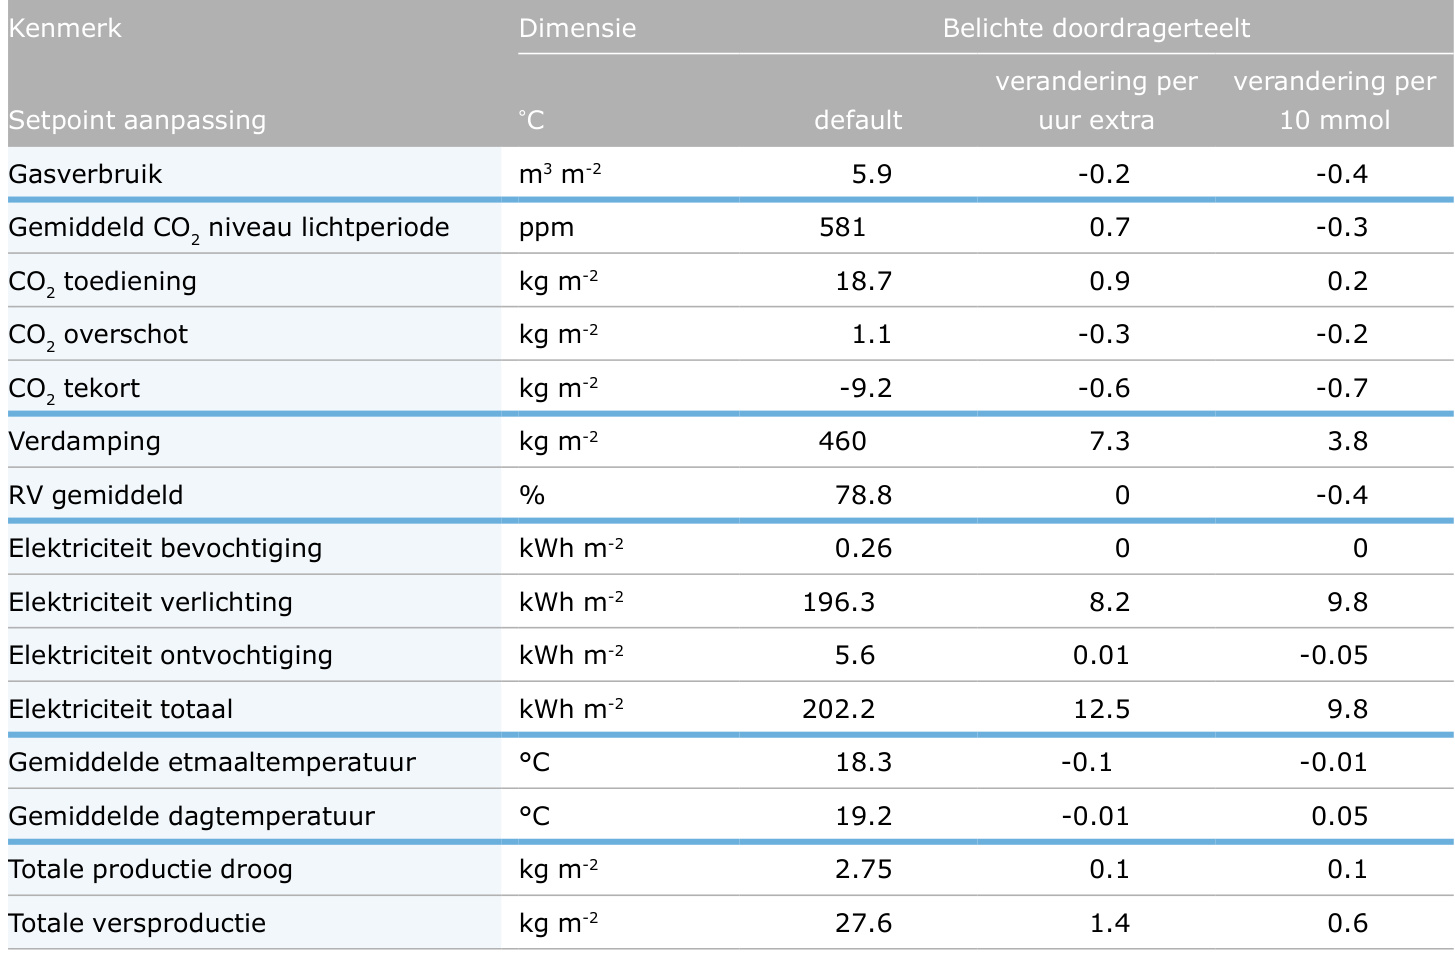 Kenmerk Dimensie Belichte doordragerteelt
verandering per verandering per
Setpoint aanpassing °C default uur extra 10 mmol
Gasverbruik m³ m⁻² 5.9 -0.2 -0.4
Gemiddeld CO₂ niveau lichtperiode ppm 581 0.7 -0.3
CO₂ toediening kg m⁻² 18.7 0.9 0.2
CO₂ overschot kg m⁻² 1.1 -0.3 -0.2
CO₂ tekort kg m⁻² -9.2 -0.6 -0.7
Verdamping kg m⁻² 460 7.3 3.8
RV gemiddeld % 78.8 0 -0.4
Elektriciteit bevochtiging kWh m⁻² 0.26 0 0
Elektriciteit verlichting kWh m⁻² 196.3 8.2 9.8
Elektriciteit ontvochtiging kWh m⁻² 5.6 0.01 -0.05
Elektriciteit totaal kWh m⁻² 202.2 12.5 9.8
Gemiddelde etmaaltemperatuur °C 18.3 -0.1 -0.01
Gemiddelde dagtemperatuur °C 19.2 -0.01 0.05
Totale productie droog kg m⁻² 2.75 0.1 0.1
Totale versproductie kg m⁻² 27.6 1.4 0.6